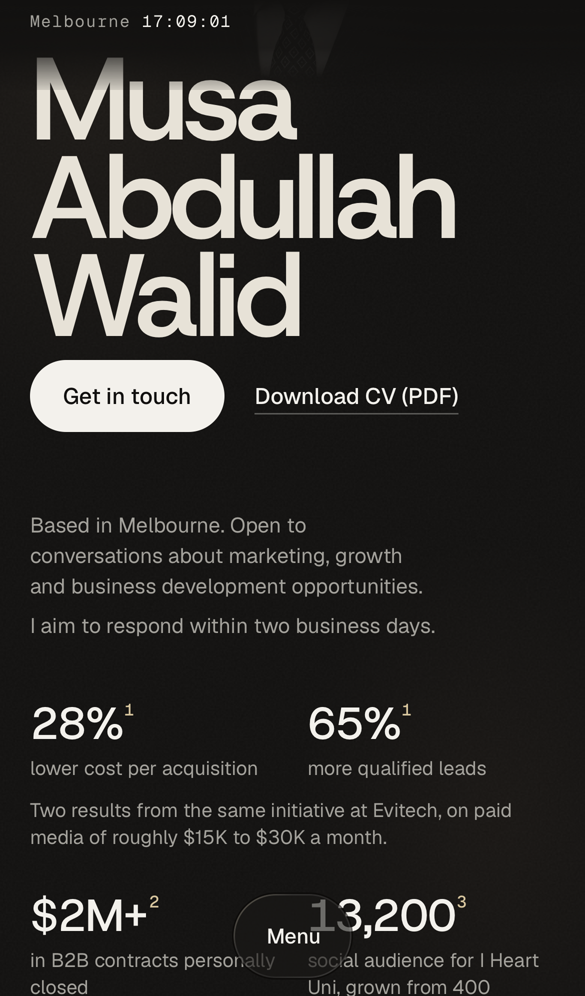 Melbourne 17:09:01
Musa
Abdullah
Walid
Get in touch
Download CV (PDF)
Based in Melbourne. Open to
conversations about marketing, growth
and business development opportunities.
I aim to respond within two business days.
28%1
65%1
lower cost per acquisition
more qualified leads
Two results from the same initiative at Evitech, on paid
media of roughly $15K to $30K a month.
$2M+2
13,2003
Menu
in B2B contracts personally
closed
social audience for I Heart
Uni, grown from 400